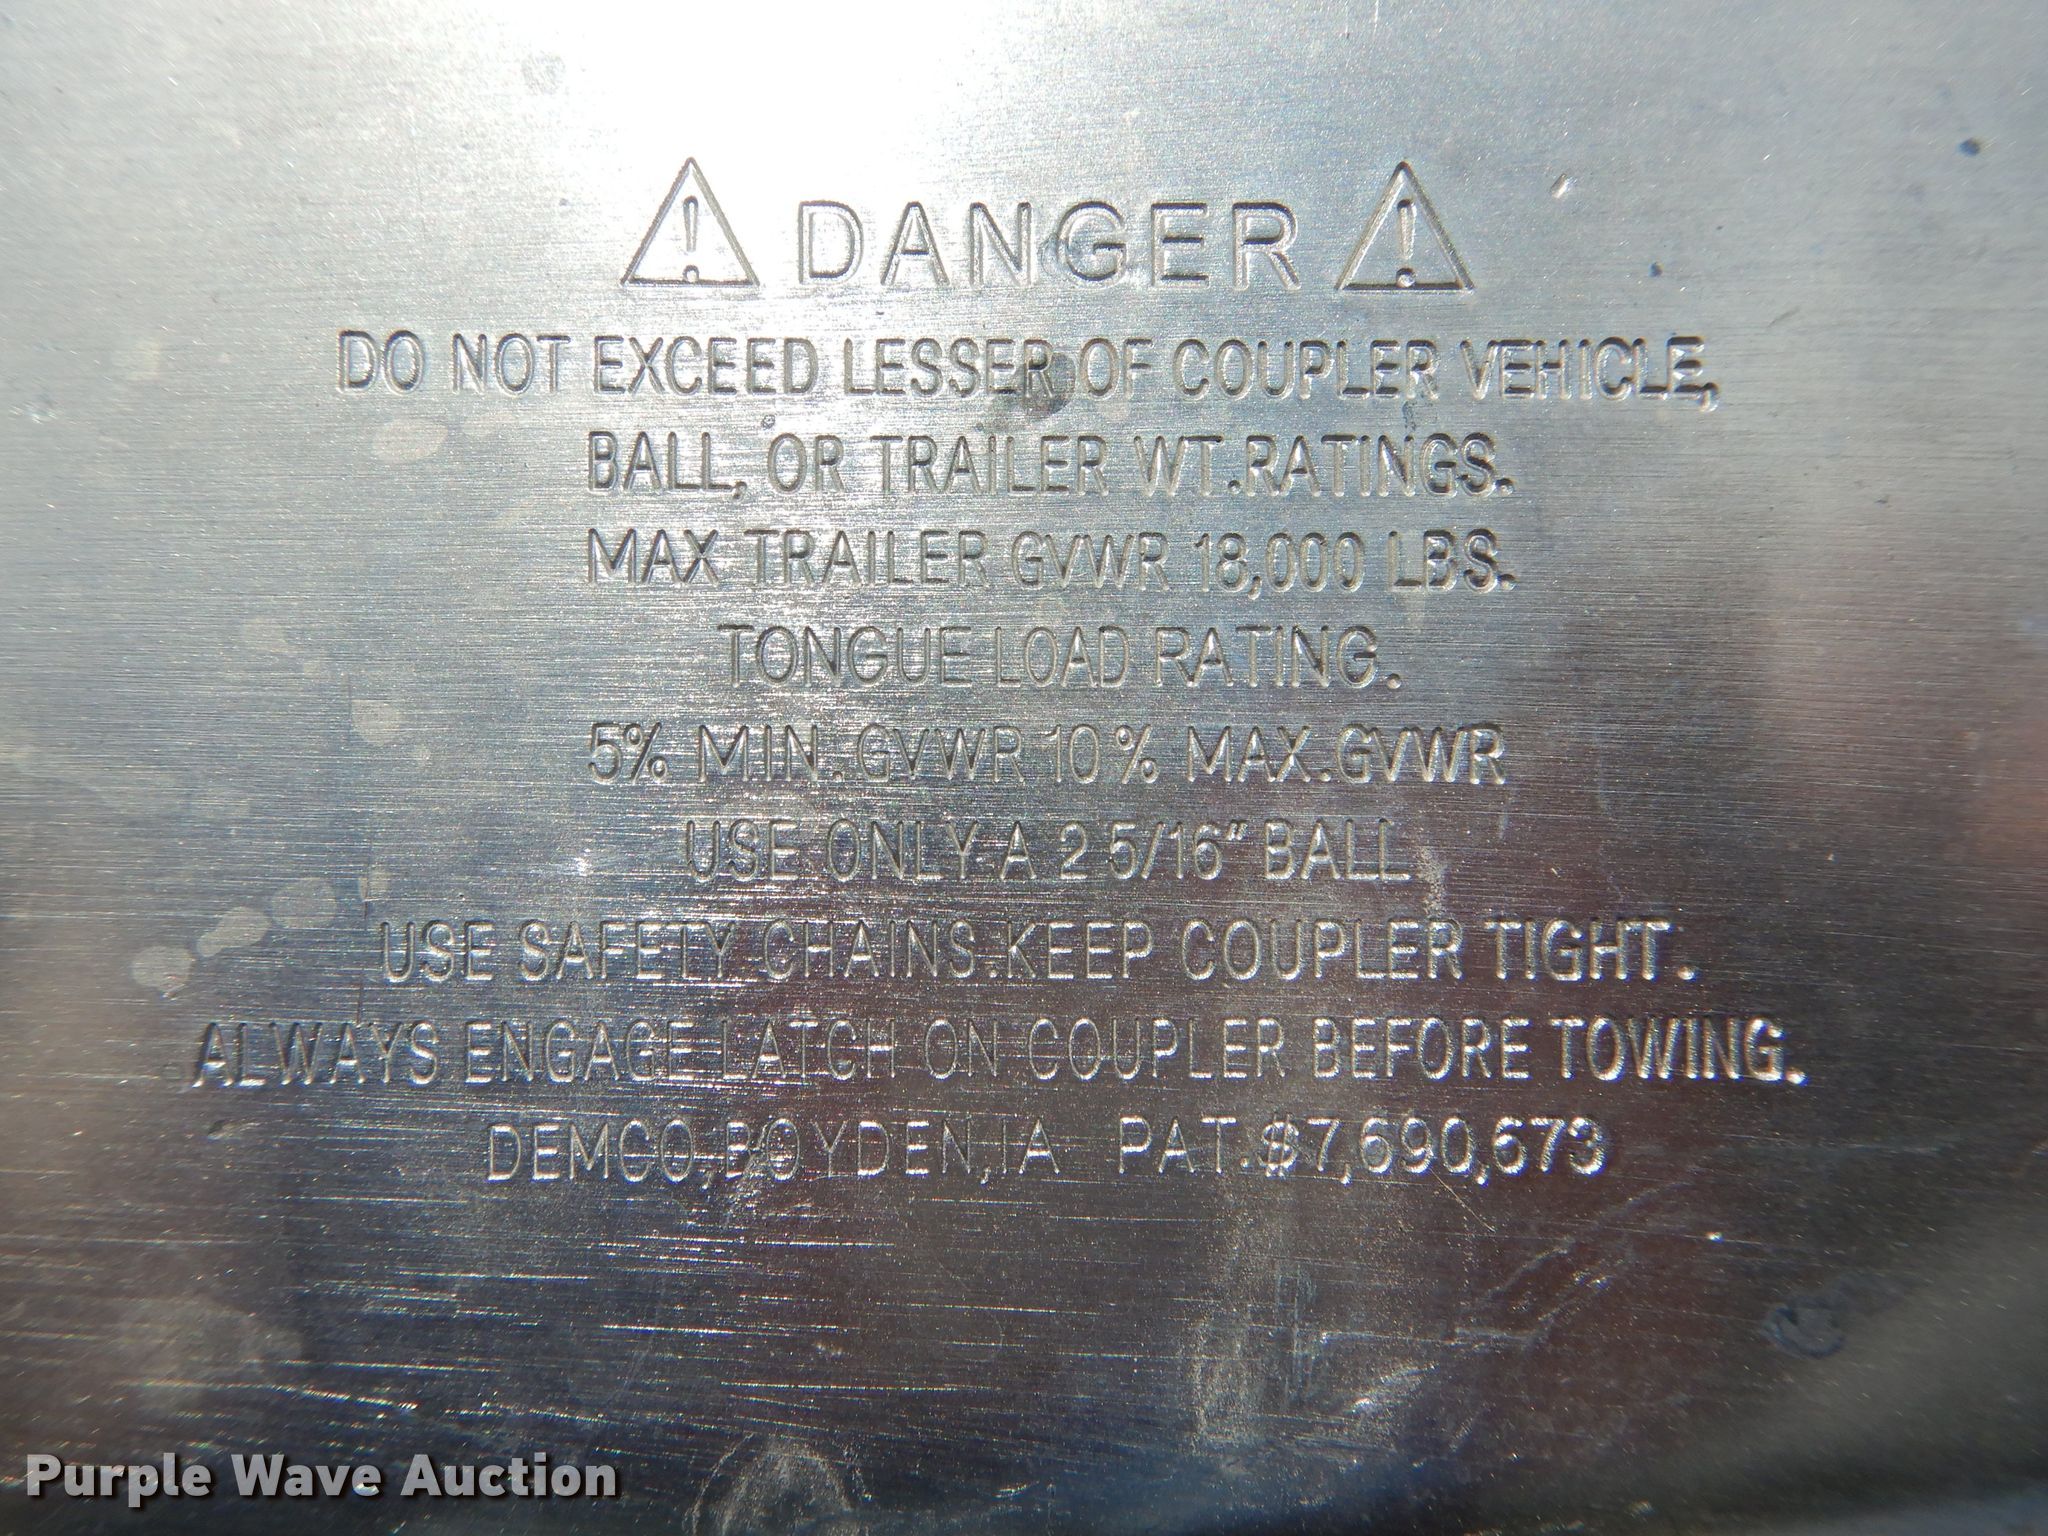 DANGER
DO NOT EXCEED LESSER OF COUPLER VEHICLE,
BALL, OR TRAILER WT.RATINGS.
MAX TRAILER GVWR 18,000 LBS.
TONGUE LOAD RATING.
5% MIN.GVWR 10% MAX.GVWR
USE ONLY A 2 5/16" BALL
USE SAFETY CHAINS.KEEP COUPLER TIGHT.
ALWAYS ENGAGE LATCH ON COUPLER BEFORE TOWING.
DEMCO,BOYDEN,IA PAT.#7,690,673
Purple Wave Auction